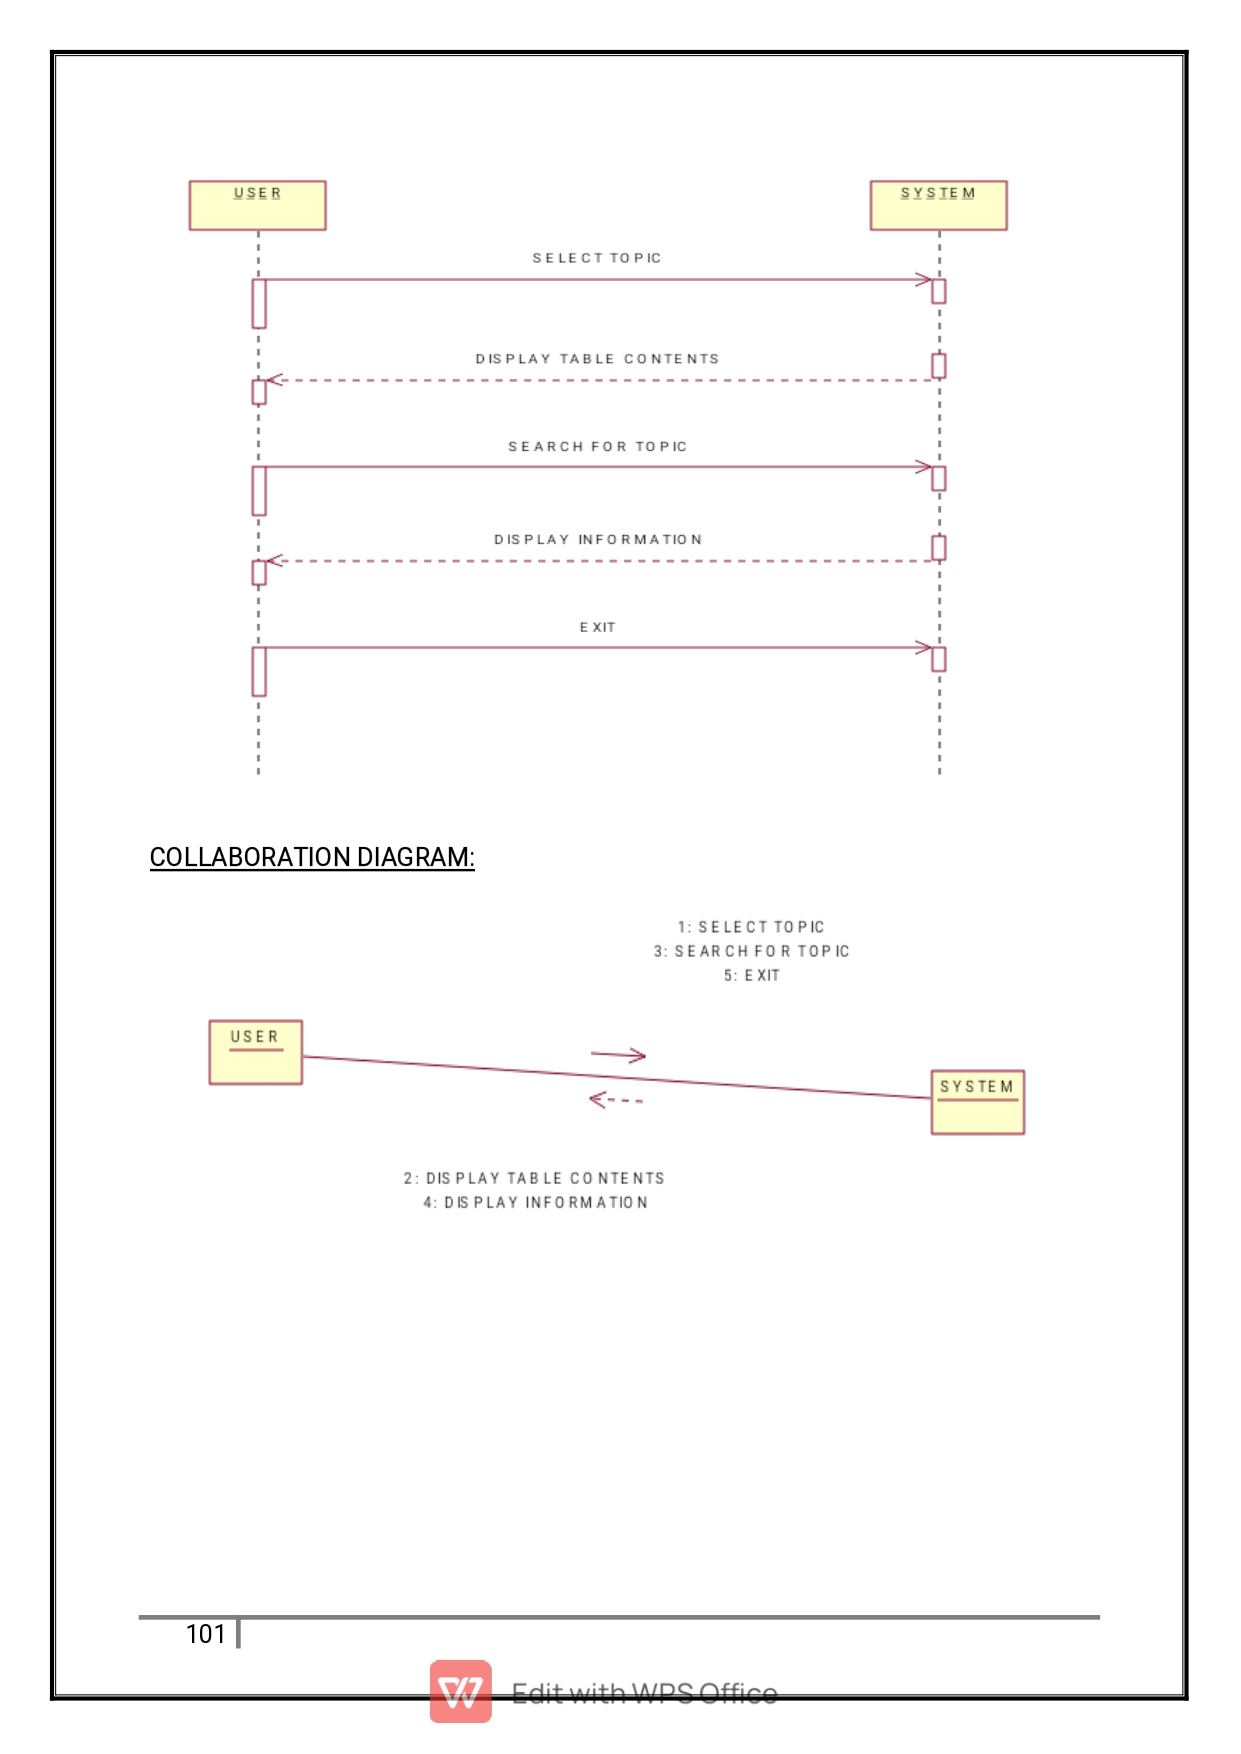 USER
SYSTEM
SELECT TOPIC
DISPLAY TABLE CONTENTS
SEARCH FOR TOPIC
DISPLAY INFORMATION
EXIT
COLLABORATION DIAGRAM:
1: SELECT TOPIC
3: SEARCH FOR TOPIC
5: EXIT
USER
SYSTEM
2: DISPLAY TABLE CONTENTS
4: DISPLAY INFORMATION
101
Edit with WPS Office